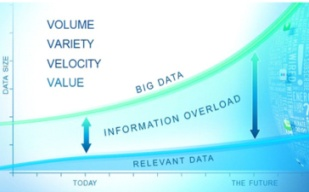 VOLUME
VARIETY
VELOCITY
VALUE
DATA SIZE
BIG DATA
INFORMATION OVERLOAD
RELEVANT DATA
TODAY
THE FUTURE